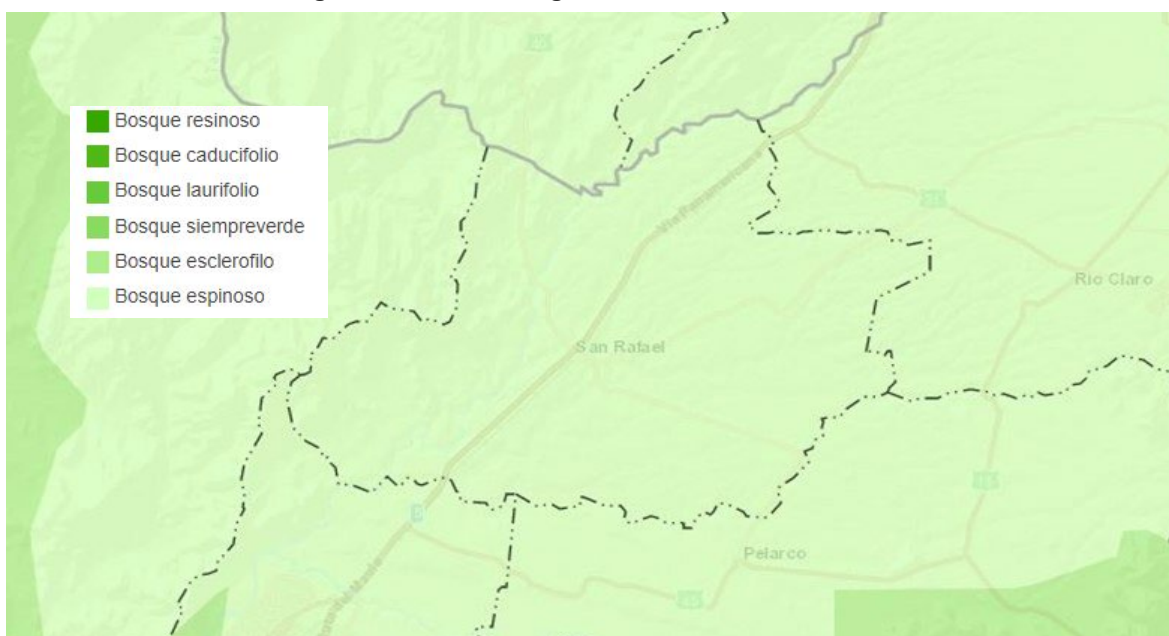 Bosque resinoso
Bosque caducifolio
Bosque laurifolio
Bosque siempreverde
Bosque esclerofilo
Bosque espinoso
Vía Panamericana
Río Claro
San Rafael
5
Pelarco